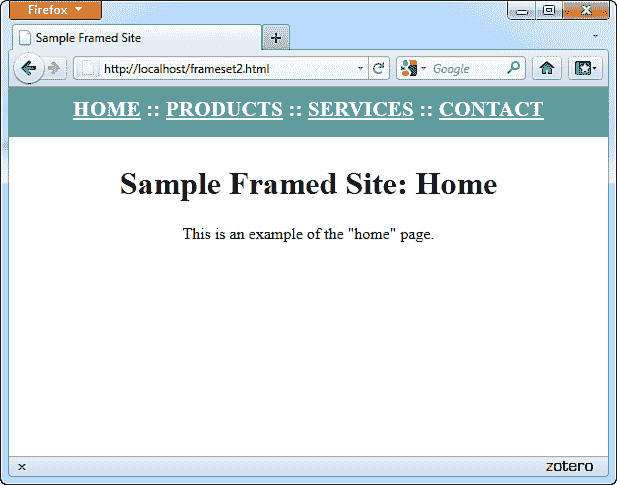 Firefox
Sample Framed Site
http://localhost/frameset2.html
Google
HOME :: PRODUCTS :: SERVICES :: CONTACT
Sample Framed Site: Home
This is an example of the "home" page.
x
zotero